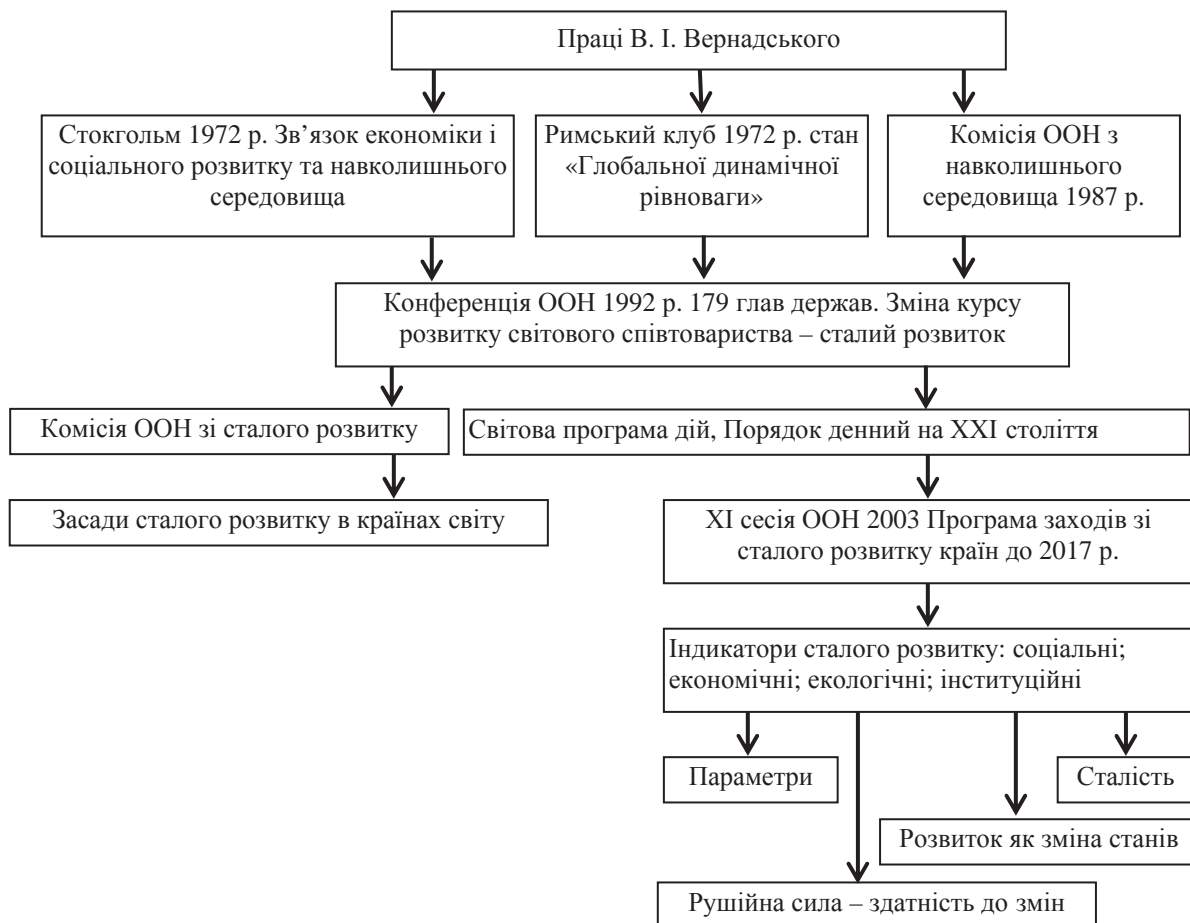 Праці В. І. Вернадського
Стокгольм 1972 р. Зв’язок економіки і
соціального розвитку та навколишнього
середовища
Римський клуб 1972 р. стан
«Глобальної динамічної
рівноваги»
Комісія ООН з
навколишнього
середовища 1987 р.
Конференція ООН 1992 р. 179 глав держав. Зміна курсу
розвитку світового співтовариства – сталий розвиток
Комісія ООН зі сталого розвитку
Світова програма дій, Порядок денний на XXI століття
Засади сталого розвитку в країнах світу
XI сесія ООН 2003 Програма заходів зі
сталого розвитку країн до 2017 р.
Індикатори сталого розвитку: соціальні;
економічні; екологічні; інституційні
Параметри
Сталість
Розвиток як зміна станів
Рушійна сила – здатність до змін